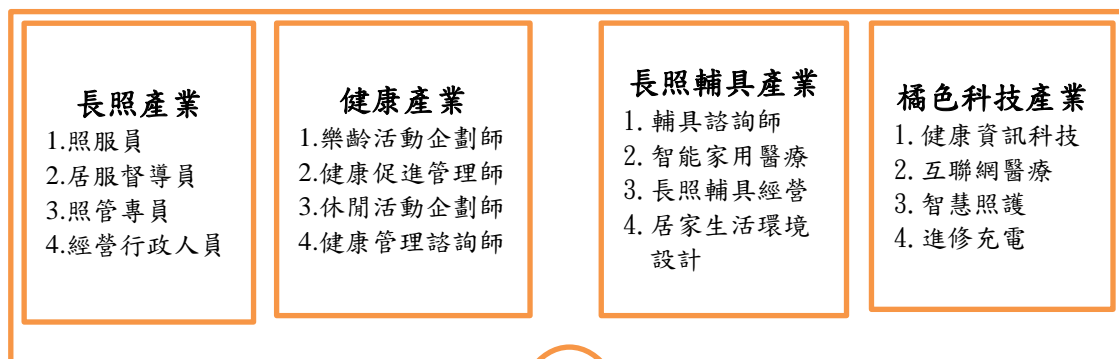 長照產業
1.照服員
2.居服督導員
3.照管專員
4.經營行政人員
健康產業
1.樂齡活動企劃師
2.健康促進管理師
3.休閒活動企劃師
4.健康管理諮詢師
長照輔具產業
1. 輔具諮詢師
2. 智能家用醫療
3. 長照輔具經營
4. 居家生活環境
設計
橘色科技產業
1. 健康資訊科技
2. 互聯網醫療
3. 智慧照護
4. 進修充電